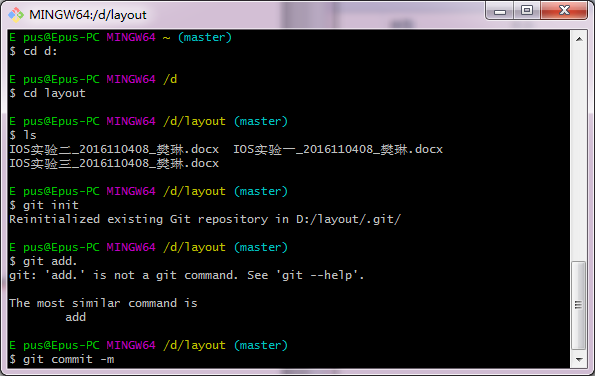 MINGW64:/d/layout
E pus@Epus-PC MINGW64 ~ (master)
$ cd d:
E pus@Epus-PC MINGW64 /d
$ cd layout
E pus@Epus-PC MINGW64 /d/layout (master)
$ ls
IOS实验二_2016110408_樊琳.docx  IOS实验一_2016110408_樊琳.docx
IOS实验三_2016110408_樊琳.docx
E pus@Epus-PC MINGW64 /d/layout (master)
$ git init
Reinitialized existing Git repository in D:/layout/.git/
E pus@Epus-PC MINGW64 /d/layout (master)
$ git add.
git: 'add.' is not a git command. See 'git --help'.
The most similar command is
        add
E pus@Epus-PC MINGW64 /d/layout (master)
$ git commit -m